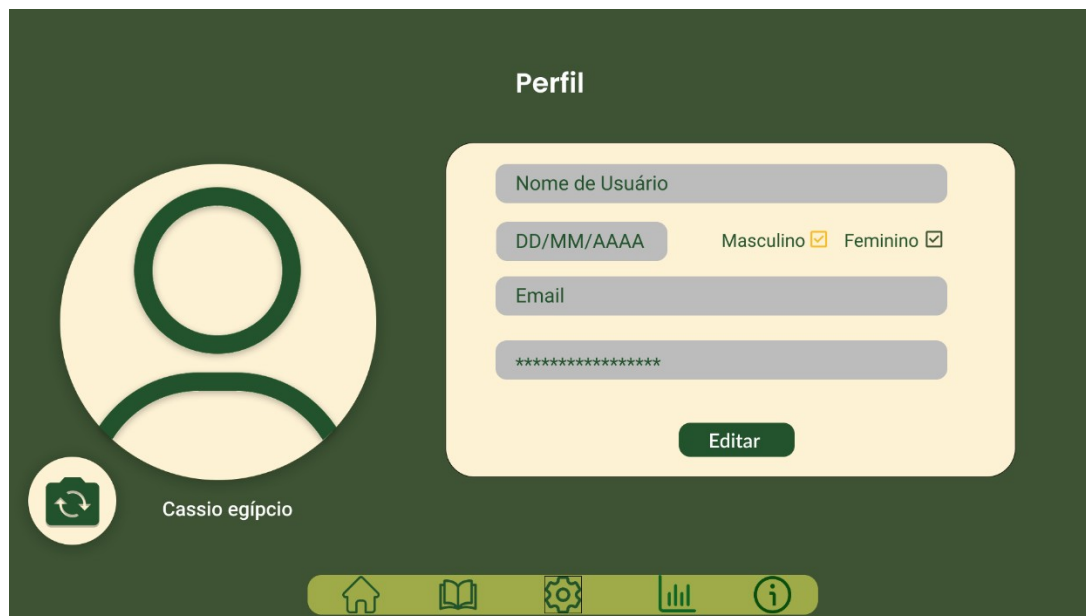 Perfil
Nome de Usuário
DD/MM/AAAA Masculino Feminino
Email
*****************
Editar
Cassio egípcio